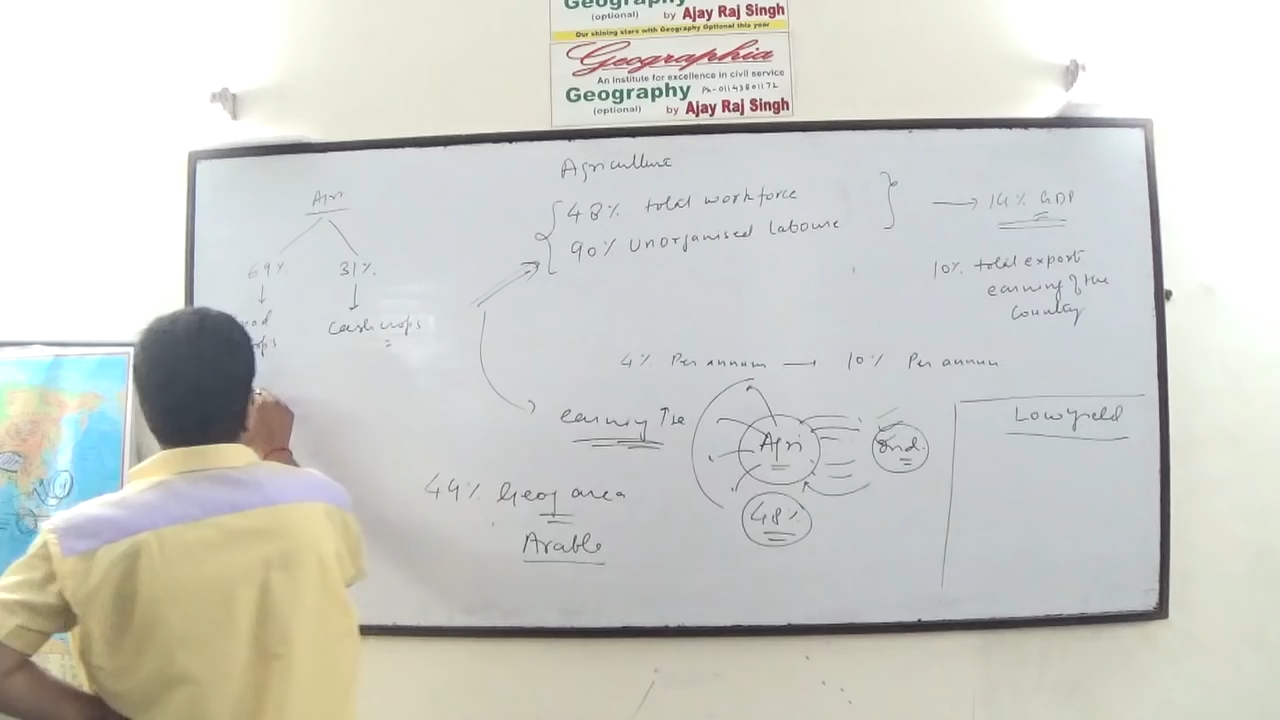 Geography
(optional) by Ajay Raj Singh
Our shining stars with Geography Optional this year
Geographia
An Institute for excellence in civil service
Geography Ph-01143801172
(optional) by Ajay Raj Singh
Agriculture
Agri
69% 31%
Cash crops
48% total workforce
90% Unorganised labour
14% GDP
10% total export
earning of the
Country
4% Per annum — 10% Per annum
earning
Agri
Ind.
48%
44% Geog area
Arable
Low yield